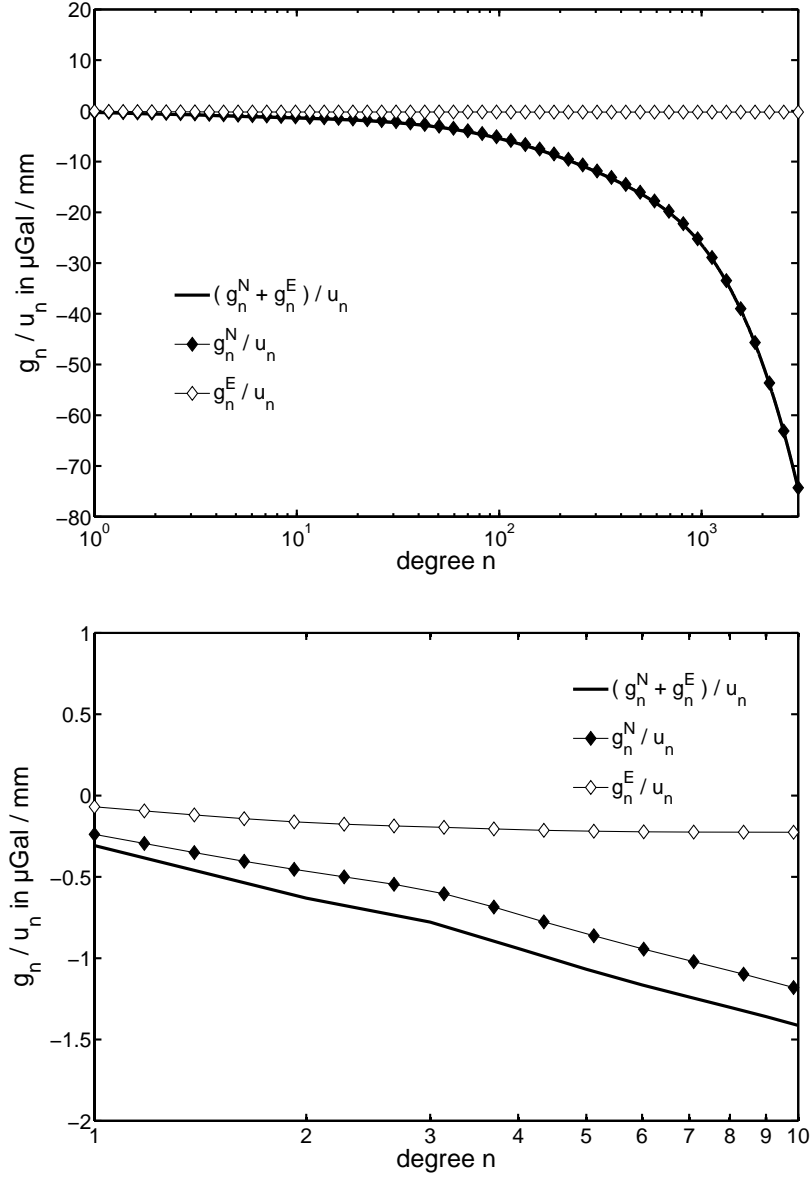 20
10
0
−10
−20
−30
−40
−50
−60
−70
−80
g_n / u_n in µGal / mm
( g_n^N + g_n^E ) / u_n
g_n^N / u_n
g_n^E / u_n
10^0 10^1 10^2 10^3
degree n
1
0.5
0
−0.5
−1
−1.5
−2
g_n / u_n in µGal / mm
( g_n^N + g_n^E ) / u_n
g_n^N / u_n
g_n^E / u_n
1 2 3 4 5 6 7 8 9 10
degree n